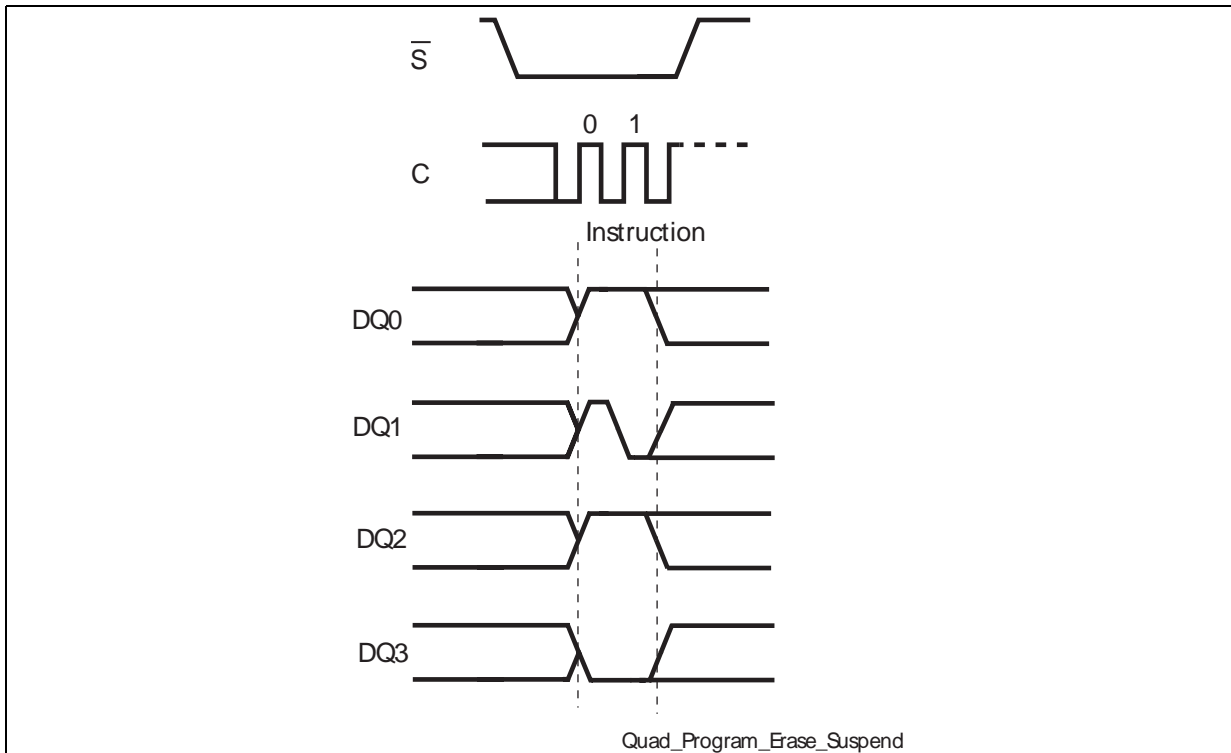 S
0 1
C
Instruction
DQ0
DQ1
DQ2
DQ3
Quad_Program_Erase_Suspend